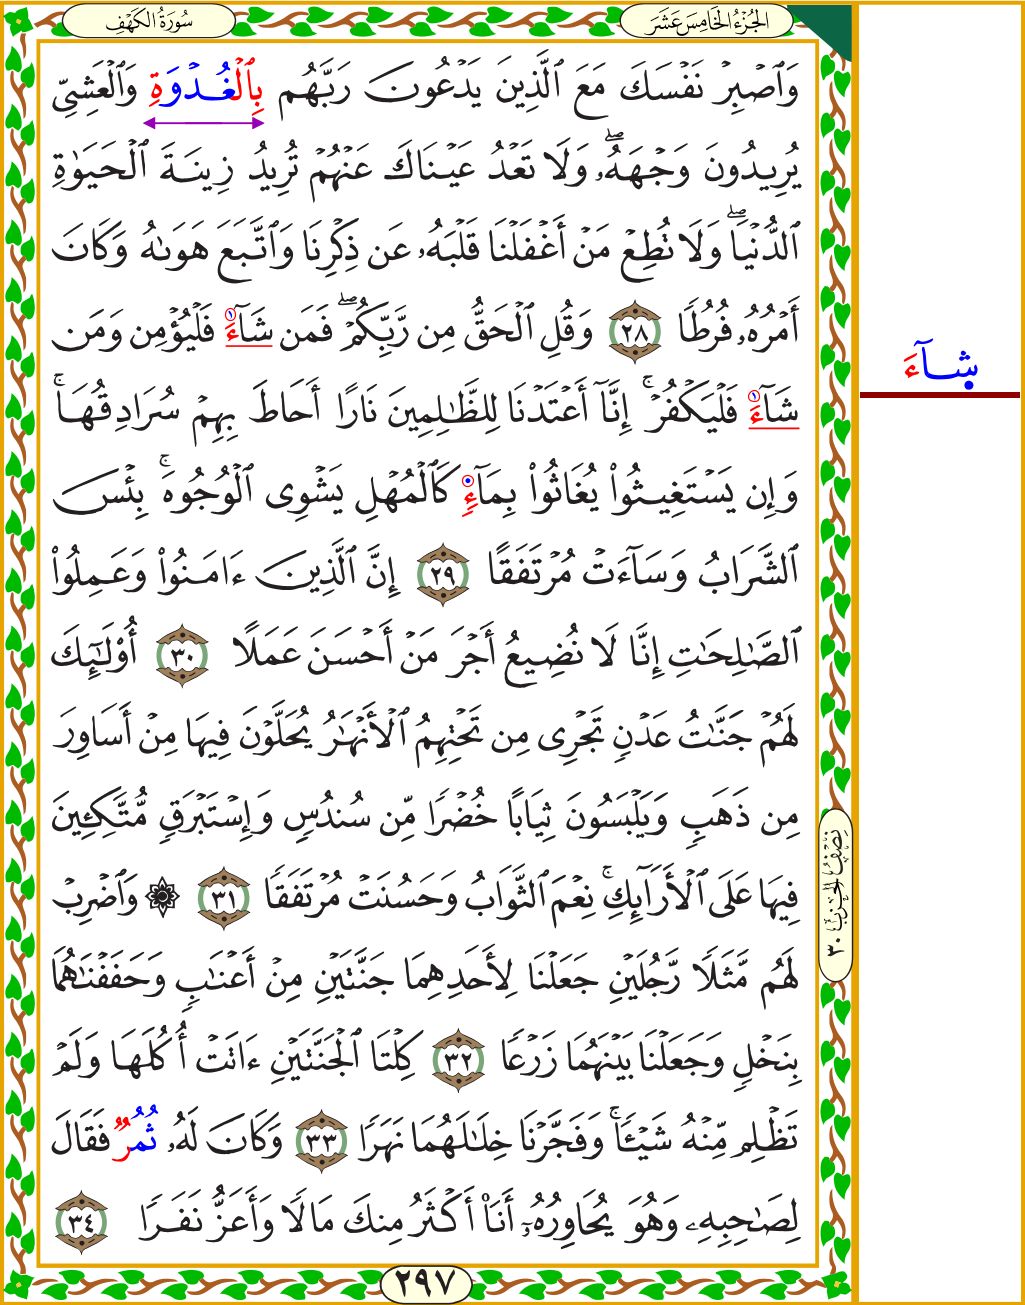 الجُزْءُ الخَامِسَ عَشَرَ
سُورَةُ الكَهْفِ
وَٱصْبِرْ نَفْسَكَ مَعَ ٱلَّذِينَ يَدْعُونَ رَبَّهُم بِٱلْغُدْوَةِ وَٱلْعَشِىِّ
يُرِيدُونَ وَجْهَهُۥۖ وَلَا تَعْدُ عَيْنَاكَ عَنْهُمْ تُرِيدُ زِينَةَ ٱلْحَيَوٰةِ
ٱلدُّنْيَاۖ وَلَا تُطِعْ مَنْ أَغْفَلْنَا قَلْبَهُۥ عَن ذِكْرِنَا وَٱتَّبَعَ هَوَىٰهُ وَكَانَ
أَمْرُهُۥ فُرُطًا ٢٨ وَقُلِ ٱلْحَقُّ مِن رَّبِّكُمْۖ فَمَن شَآءَ فَلْيُؤْمِن وَمَن
شَآءَ
شَآءَ فَلْيَكْفُرْۚ إِنَّآ أَعْتَدْنَا لِلظَّـٰلِمِينَ نَارًا أَحَاطَ بِهِمْ سُرَادِقُهَاۚ
وَإِن يَسْتَغِيثُوا۟ يُغَاثُوا۟ بِمَآءٍ كَٱلْمُهْلِ يَشْوِى ٱلْوُجُوهَۚ بِئْسَ
ٱلشَّرَابُ وَسَآءَتْ مُرْتَفَقًا ٢٩ إِنَّ ٱلَّذِينَ ءَامَنُوا۟ وَعَمِلُوا۟
ٱلصَّـٰلِحَـٰتِ إِنَّا لَا نُضِيعُ أَجْرَ مَنْ أَحْسَنَ عَمَلًا ٣٠ أُو۟لَـٰٓئِكَ
لَهُمْ جَنَّـٰتُ عَدْنٍ تَجْرِى مِن تَحْتِهِمُ ٱلْأَنْهَـٰرُ يُحَلَّوْنَ فِيهَا مِنْ أَسَاوِرَ
مِن ذَهَبٍ وَيَلْبَسُونَ ثِيَابًا خُضْرًا مِّن سُندُسٍ وَإِسْتَبْرَقٍ مُّتَّكِـِٔينَ
فِيهَا عَلَى ٱلْأَرَآئِكِۚ نِعْمَ ٱلثَّوَابُ وَحَسُنَتْ مُرْتَفَقًا ٣١ ۞ وَٱضْرِبْ
لَهُم مَّثَلًا رَّجُلَيْنِ جَعَلْنَا لِأَحَدِهِمَا جَنَّتَيْنِ مِنْ أَعْنَـٰبٍ وَحَفَفْنَـٰهُمَا
بِنَخْلٍ وَجَعَلْنَا بَيْنَهُمَا زَرْعًا ٣٢ كِلْتَا ٱلْجَنَّتَيْنِ ءَاتَتْ أُكُلَهَا وَلَمْ
تَظْلِم مِّنْهُ شَيْـًٔاۚ وَفَجَّرْنَا خِلَـٰلَهُمَا نَهَرًا ٣٣ وَكَانَ لَهُۥ ثُمُرٌ فَقَالَ
لِصَـٰحِبِهِۦ وَهُوَ يُحَاوِرُهُۥٓ أَنَا۠ أَكْثَرُ مِنكَ مَالًا وَأَعَزُّ نَفَرًا ٣٤
نِصْفُ الحِزْبِ ٣٠
٢٩٧